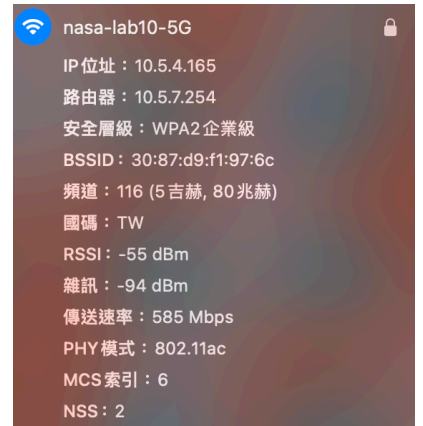 nasa-lab10-5G
IP位址：10.5.4.165
路由器：10.5.7.254
安全層級：WPA2企業級
BSSID：30:87:d9:f1:97:6c
頻道：116 (5吉赫, 80兆赫)
國碼：TW
RSSI：-55 dBm
雜訊：-94 dBm
傳送速率：585 Mbps
PHY模式：802.11ac
MCS索引：6
NSS：2